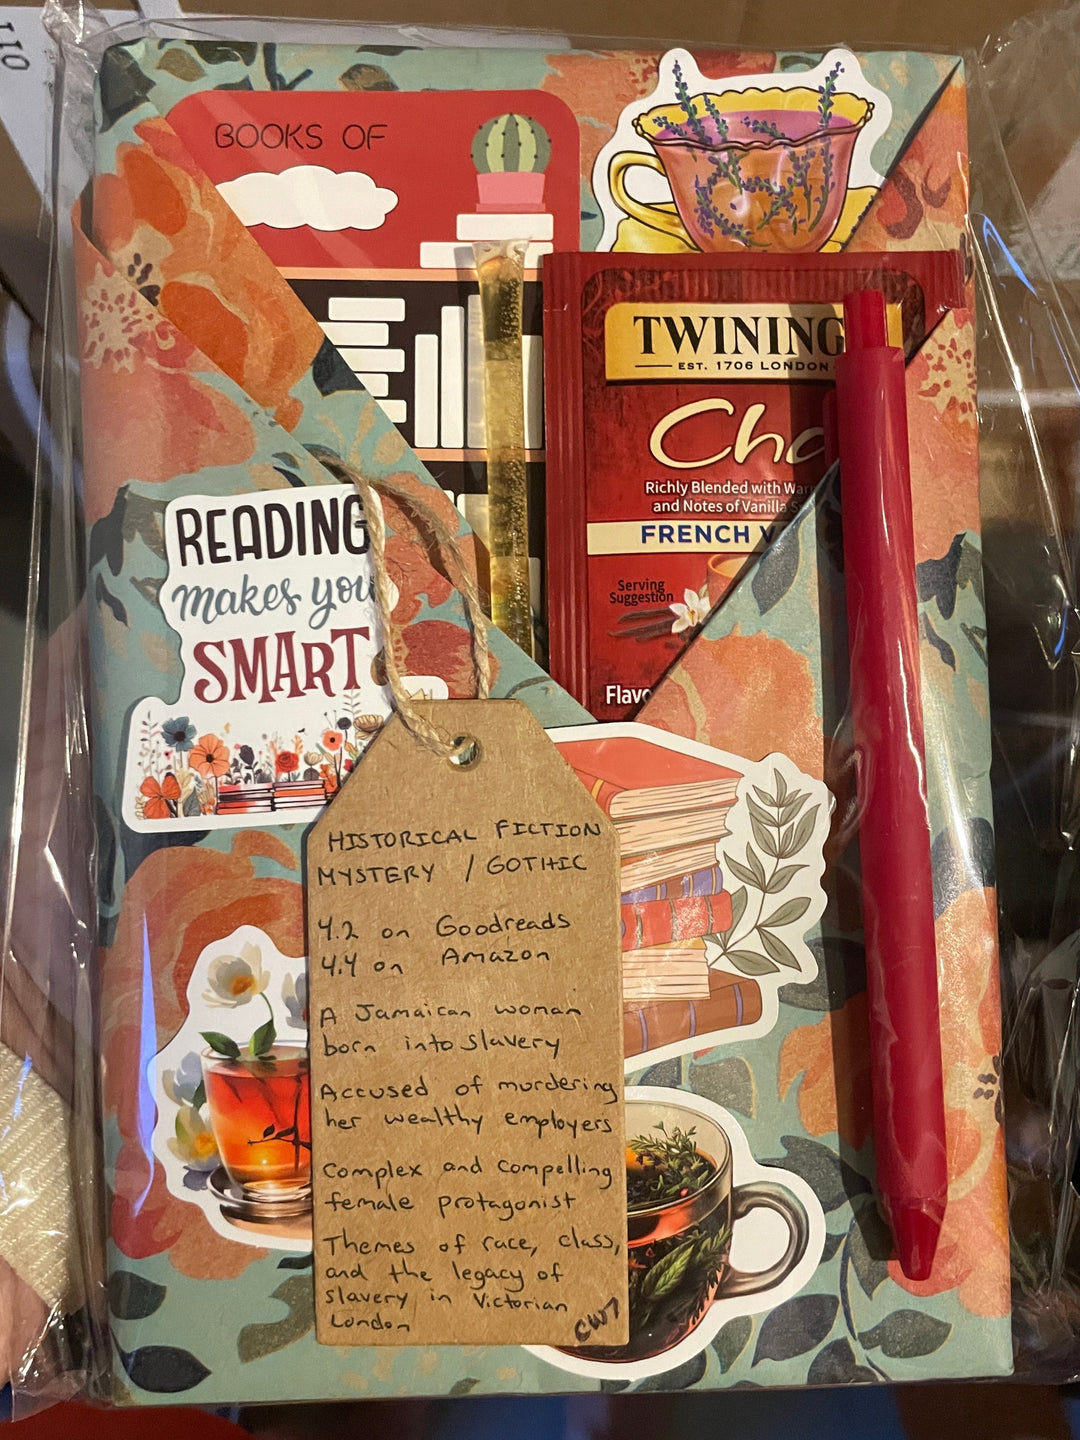 110
BOOKS OF
TWINING
EST. 1706 LONDON
Cha
Richly Blended with War
and Notes of Vanilla S
FRENCH V
Serving
Suggestion
Flavo
READING
makes you
SMART
HISTORICAL FICTION
MYSTERY / GOTHIC
4.2 on Goodreads
4.4 on Amazon
A Jamaican woman
born into slavery
Accused of murdering
her wealthy employers
Complex and compelling
female protagonist
Themes of race, class,
and the legacy of
slavery in Victorian
London
CW7